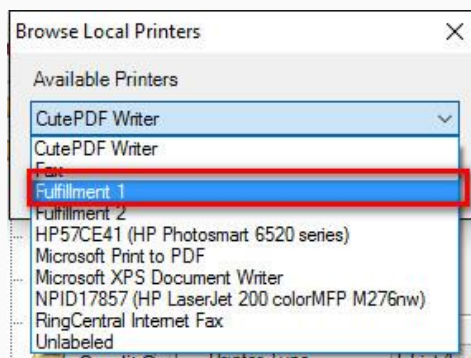 Browse Local Printers
Available Printers
CutePDF Writer
CutePDF Writer
Fax
Fulfillment 1
Fulfillment 2
HP57CE41 (HP Photosmart 6520 series)
Microsoft Print to PDF
Microsoft XPS Document Writer
NPID17857 (HP LaserJet 200 colorMFP M276nw)
RingCentral Internet Fax
Unlabeled